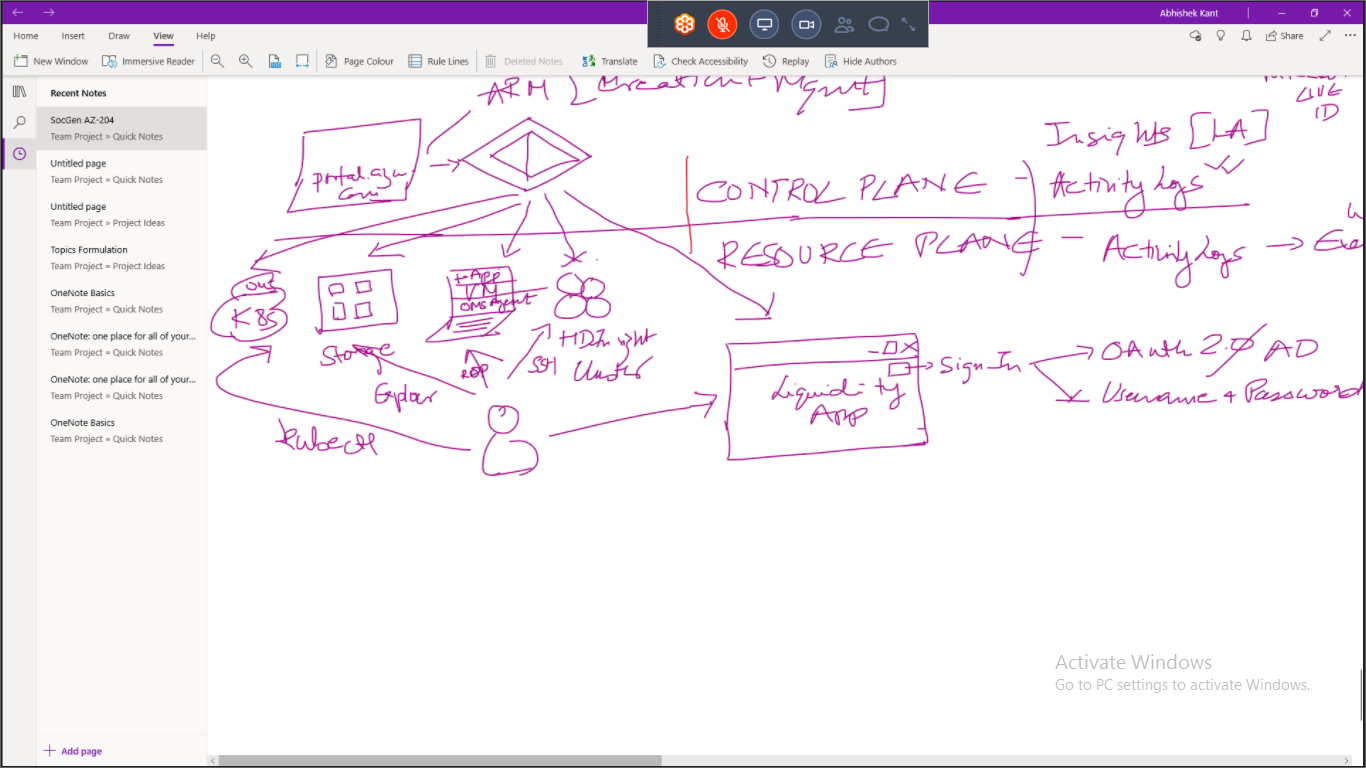 Abhishek Kant
Home Insert Draw View Help
Share
New Window Immersive Reader Page Colour Rule Lines Deleted Notes Translate Check Accessibility Replay Hide Authors
Recent Notes
SocGen AZ-204
Team Project » Quick Notes
Untitled page
Team Project » Quick Notes
Untitled page
Team Project » Project Ideas
Topics Formulation
Team Project » Project Ideas
OneNote Basics
Team Project » Quick Notes
OneNote: one place for all of your...
Team Project » Quick Notes
OneNote: one place for all of your...
Team Project » Quick Notes
OneNote Basics
Team Project » Quick Notes
Add page
ARM [Creation + Mgmt]
LIVE
ID
Insights [LA]
CONTROL PLANE - Activity Logs
RESOURCE PLANE - Activity Logs →
K8s
Storage
+ APP
VM
OMS Agent
RDP
SSH
HDInsight
Cluster
kubectl
Liquidity
APP
Sign In
OAuth 2.0 AD
Username + Password
Activate Windows
Go to PC settings to activate Windows.